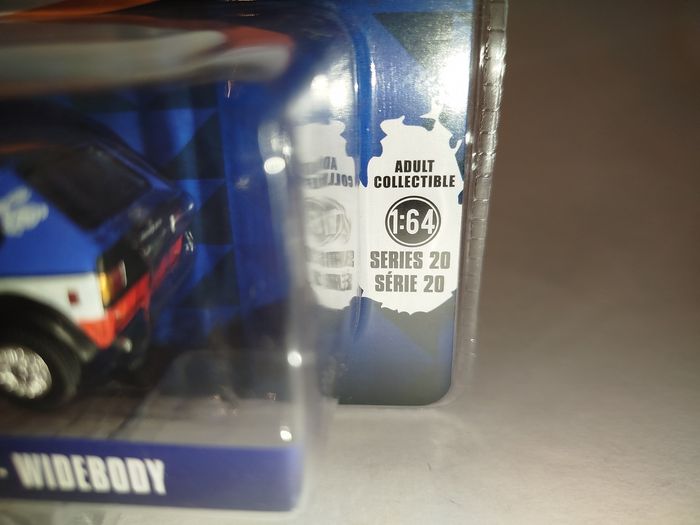 ADULT
COLLECTIBLE
1:64
SERIES 20
SÉRIE 20
- WIDEBODY